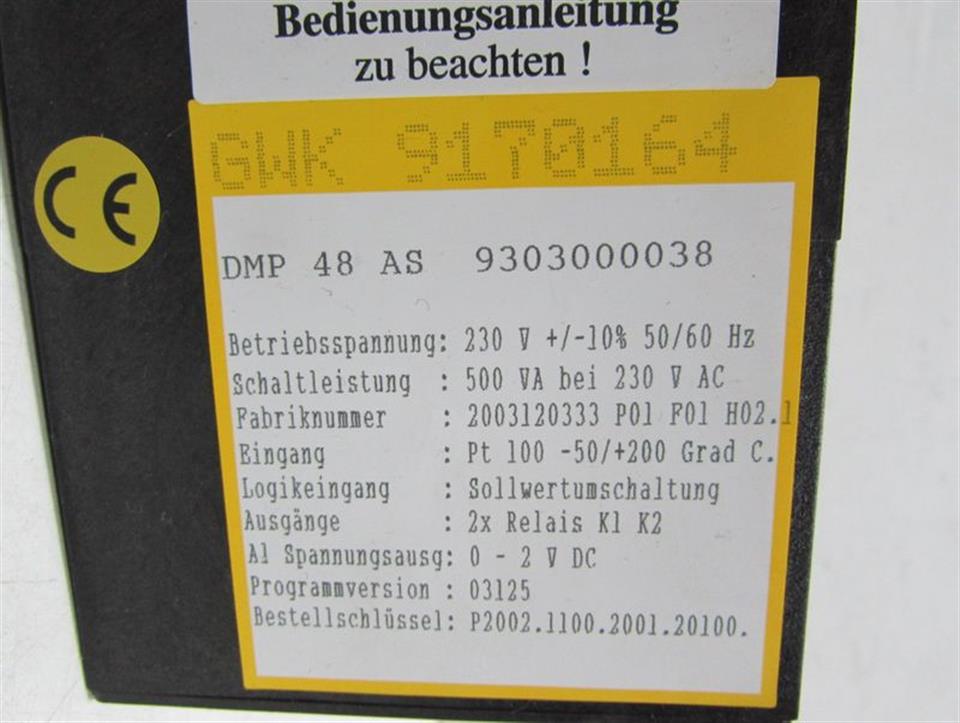 Bedienungsanleitung
zu beachten !
GWK 9170164
CE
DMP 48 AS 9303000038
Betriebsspannung: 230 V +/-10% 50/60 Hz
Schaltleistung : 500 VA bei 230 V AC
Fabriknummer : 2003120333 P01 F01 H02.1
Eingang : Pt 100 -50/+200 Grad C.
Logikeingang : Sollwertumschaltung
Ausgänge : 2x Relais K1 K2
A1 Spannungsausg: 0 - 2 V DC
Programmversion : 03125
Bestellschlüssel: P2002.1100.2001.20100.